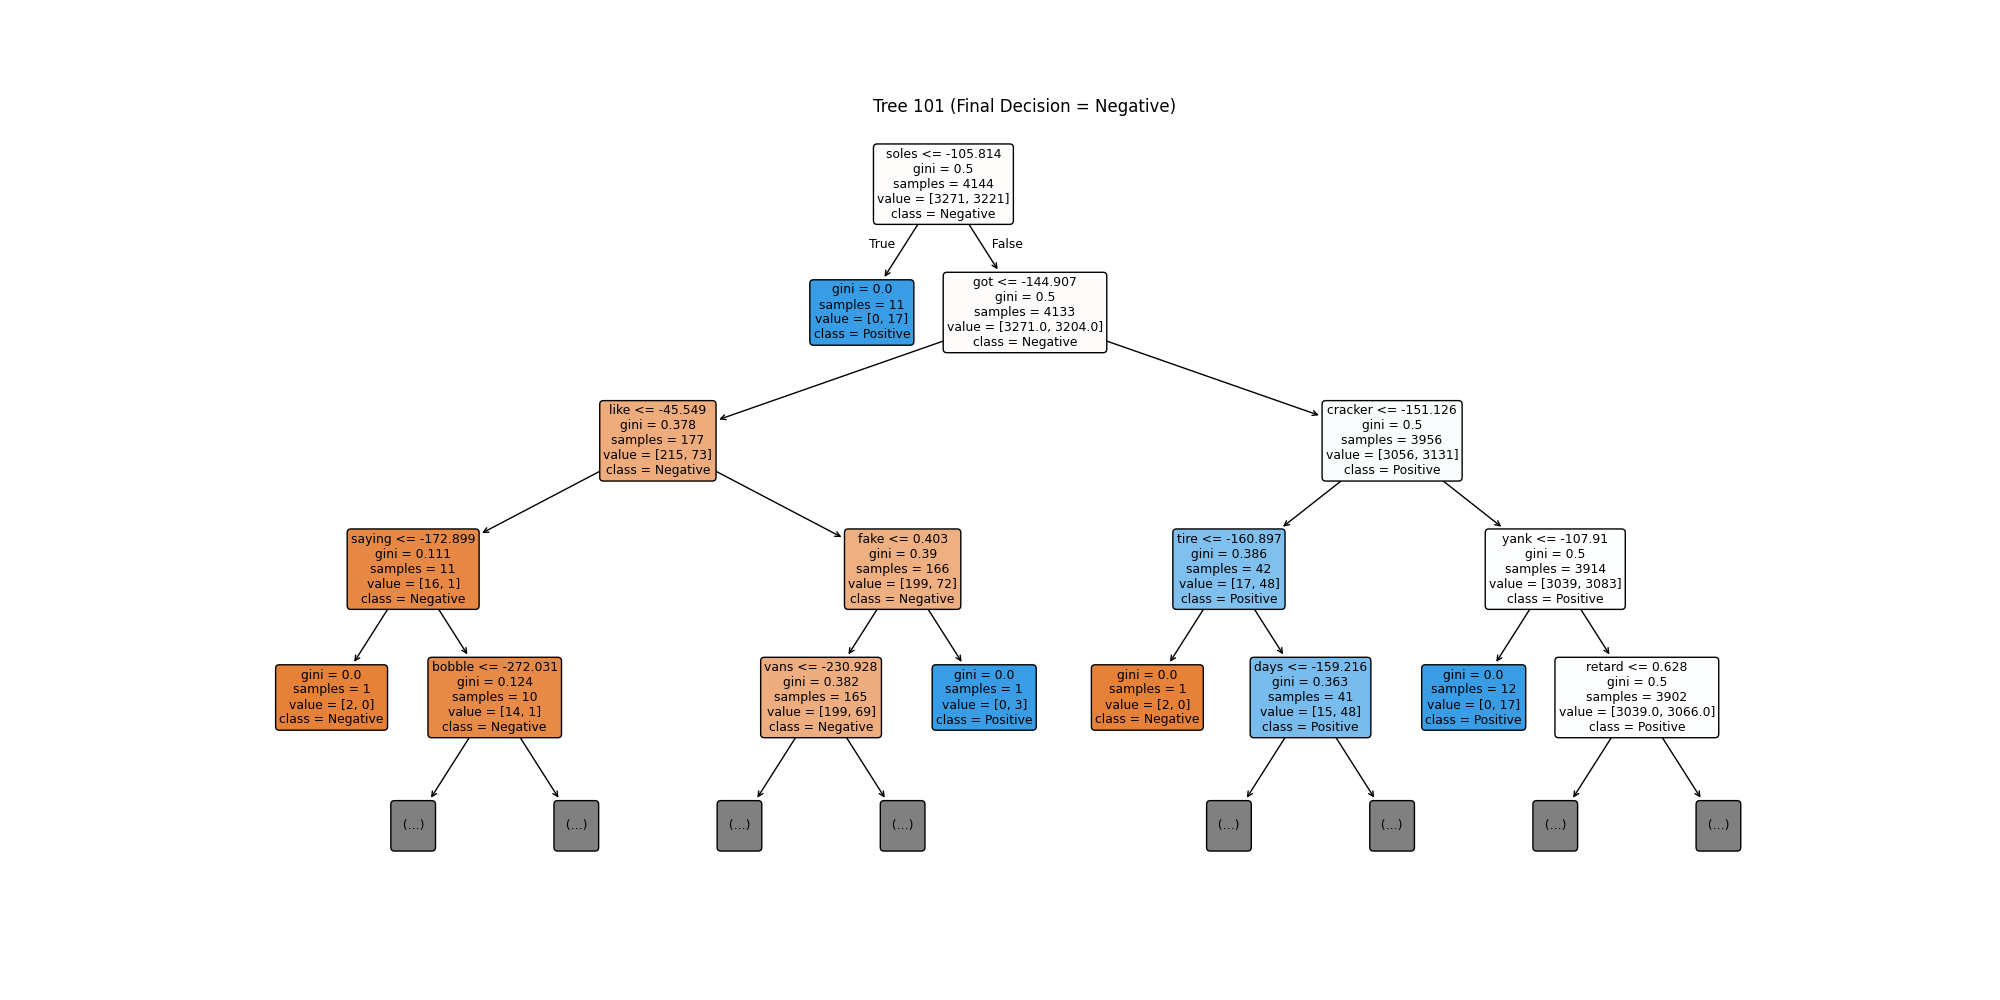 Tree 101 (Final Decision = Negative)
soles <= -105.814
gini = 0.5
samples = 4144
value = [3271, 3221]
class = Negative
True
False
gini = 0.0
samples = 11
value = [0, 17]
class = Positive
got <= -144.907
gini = 0.5
samples = 4133
value = [3271.0, 3204.0]
class = Negative
like <= -45.549
gini = 0.378
samples = 177
value = [215, 73]
class = Negative
cracker <= -151.126
gini = 0.5
samples = 3956
value = [3056, 3131]
class = Positive
saying <= -172.899
gini = 0.111
samples = 11
value = [16, 1]
class = Negative
fake <= 0.403
gini = 0.39
samples = 166
value = [199, 72]
class = Negative
tire <= -160.897
gini = 0.386
samples = 42
value = [17, 48]
class = Positive
yank <= -107.91
gini = 0.5
samples = 3914
value = [3039, 3083]
class = Positive
gini = 0.0
samples = 1
value = [2, 0]
class = Negative
bobble <= -272.031
gini = 0.124
samples = 10
value = [14, 1]
class = Negative
vans <= -230.928
gini = 0.382
samples = 165
value = [199, 69]
class = Negative
gini = 0.0
samples = 1
value = [0, 3]
class = Positive
gini = 0.0
samples = 1
value = [2, 0]
class = Negative
days <= -159.216
gini = 0.363
samples = 41
value = [15, 48]
class = Positive
gini = 0.0
samples = 12
value = [0, 17]
class = Positive
retard <= 0.628
gini = 0.5
samples = 3902
value = [3039.0, 3066.0]
class = Positive
(...)
(...)
(...)
(...)
(...)
(...)
(...)
(...)